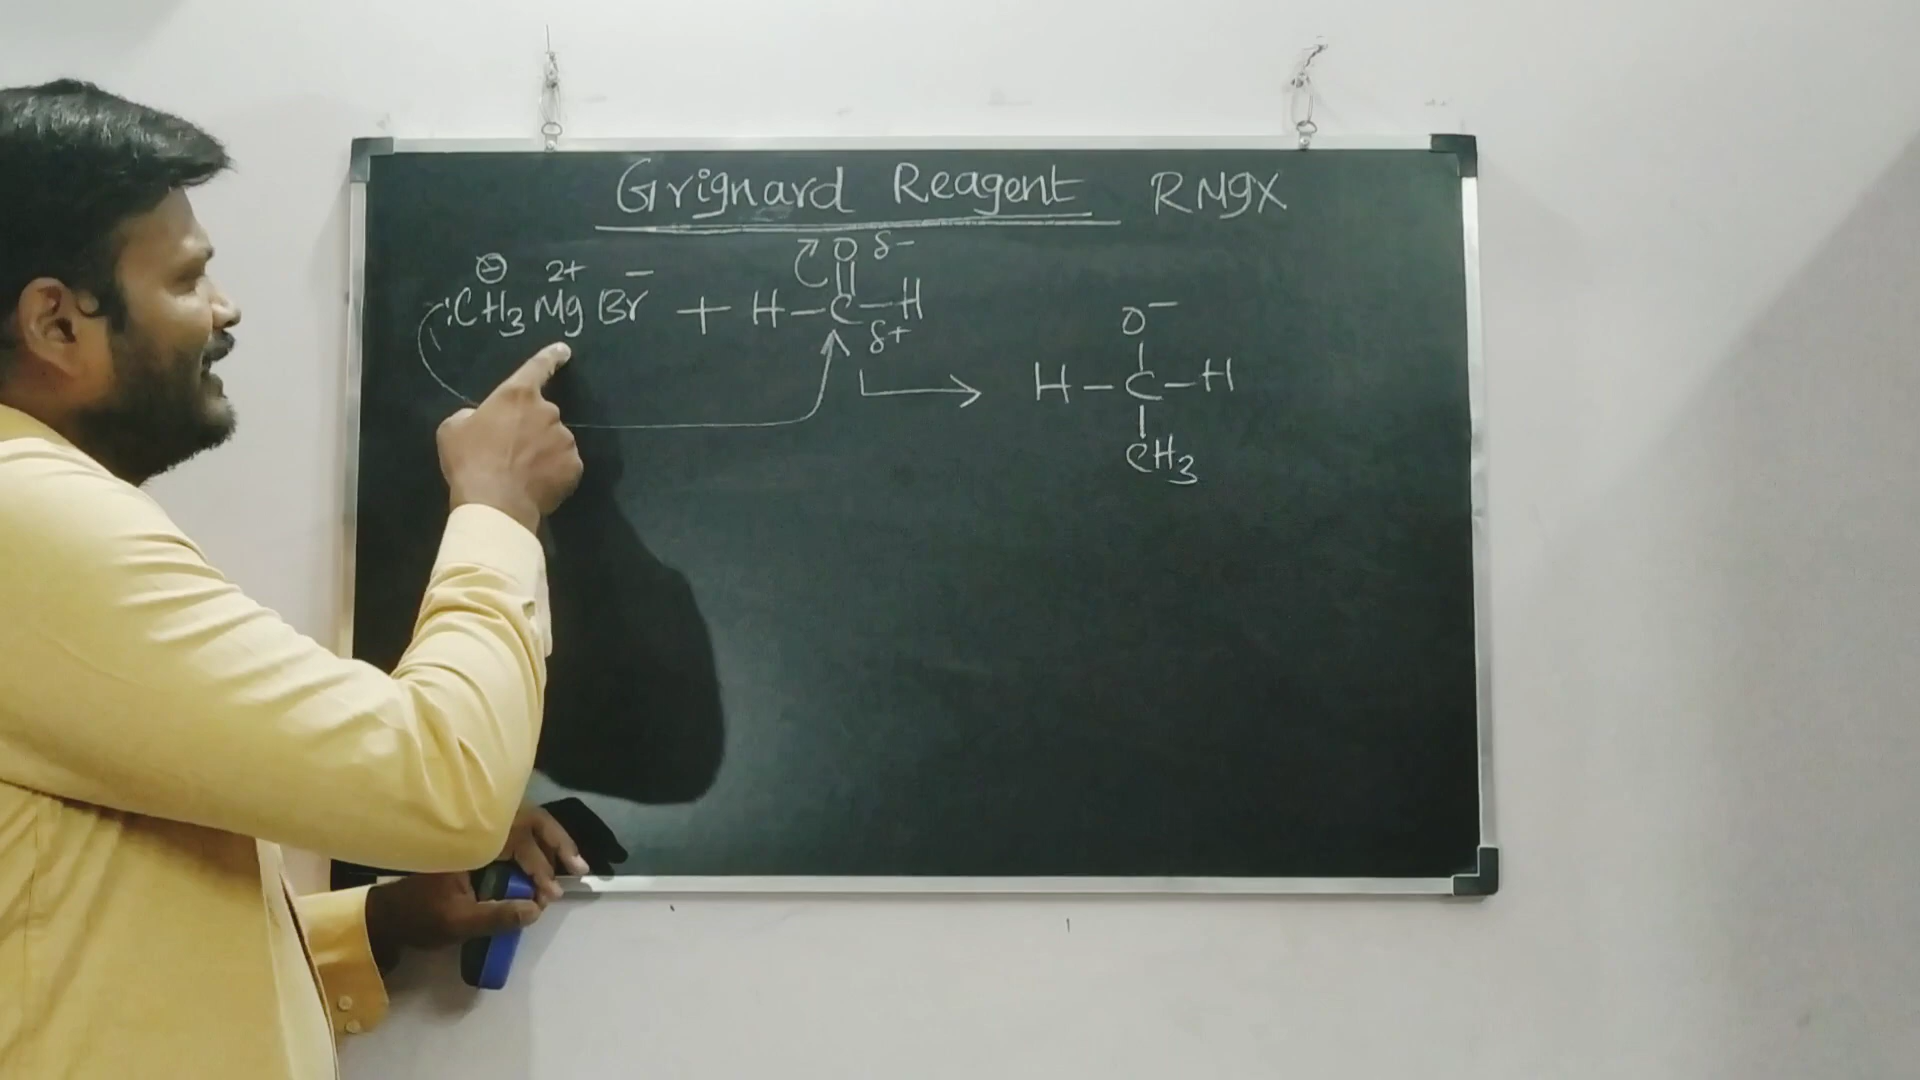 Grignard Reagent RMgX
O δ-
⊖ 2+ -
:CH3 Mg Br + H-C-H
δ+
O-
H-C-H
CH3